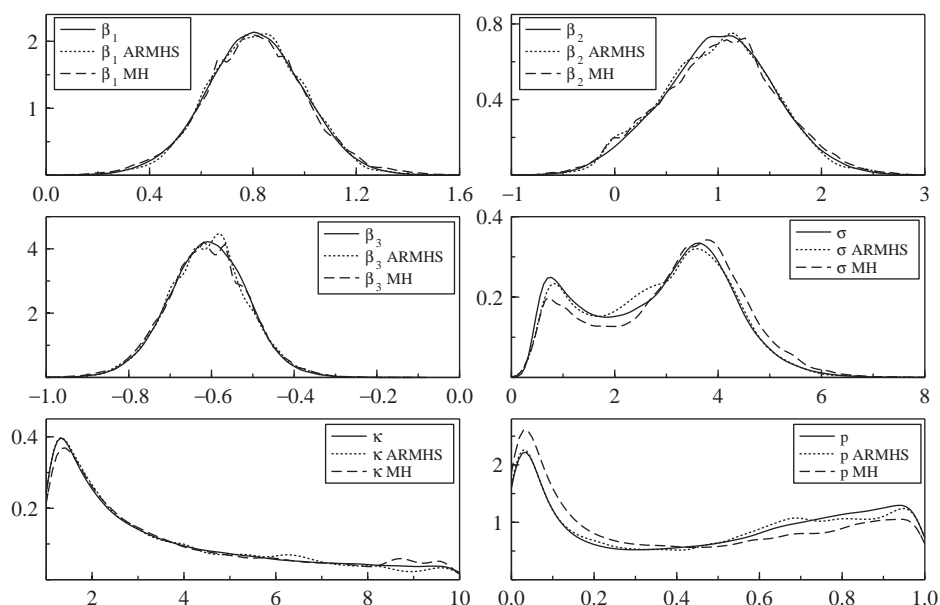 β1
β1 ARMHS
β1 MH
2
1
0.0 0.4 0.8 1.2 1.6
0.8
0.4
β2
β2 ARMHS
β2 MH
−1 0 1 2 3
4
2
β3
β3 ARMHS
β3 MH
−1.0 −0.8 −0.6 −0.4 −0.2 0.0
0.4
0.2
σ
σ ARMHS
σ MH
0 2 4 6 8
0.4
0.2
κ
κ ARMHS
κ MH
2 4 6 8 10
2
1
p
p ARMHS
p MH
0.0 0.2 0.4 0.6 0.8 1.0